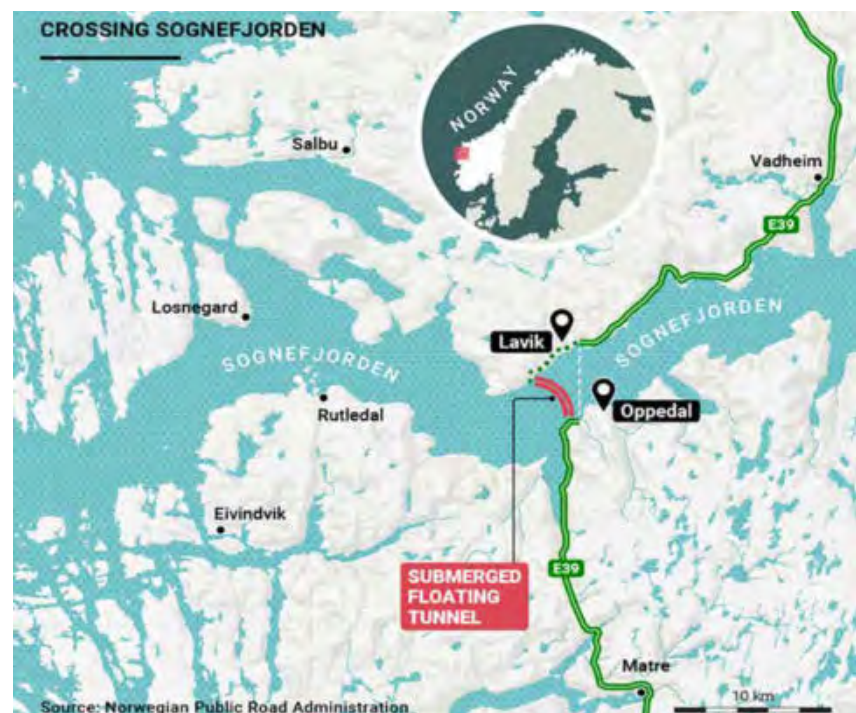 CROSSING SOGNEFJORDEN
NORWAY
Salbu
Vadheim
E39
Losnegard
SOGNEFJORDEN
Lavik
SOGNEFJORDEN
Rutledal
Oppedal
Eivindvik
E39
SUBMERGED
FLOATING
TUNNEL
Matre
10 km
Source: Norwegian Public Road Administration